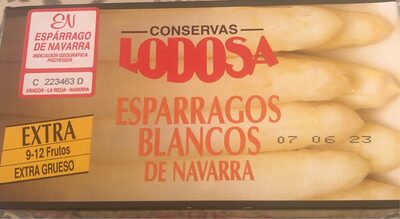 EN
ESPÁRRAGO
DE NAVARRA
INDICACIÓN GEOGRÁFICA
PROTEGIDA
C 223463 D
ARAGÓN - LA RIOJA - NAVARRA
CONSERVAS
LODOSA
ESPARRAGOS
BLANCOS
DE NAVARRA
07 06 23
EXTRA
9-12 Frutos
EXTRA GRUESO